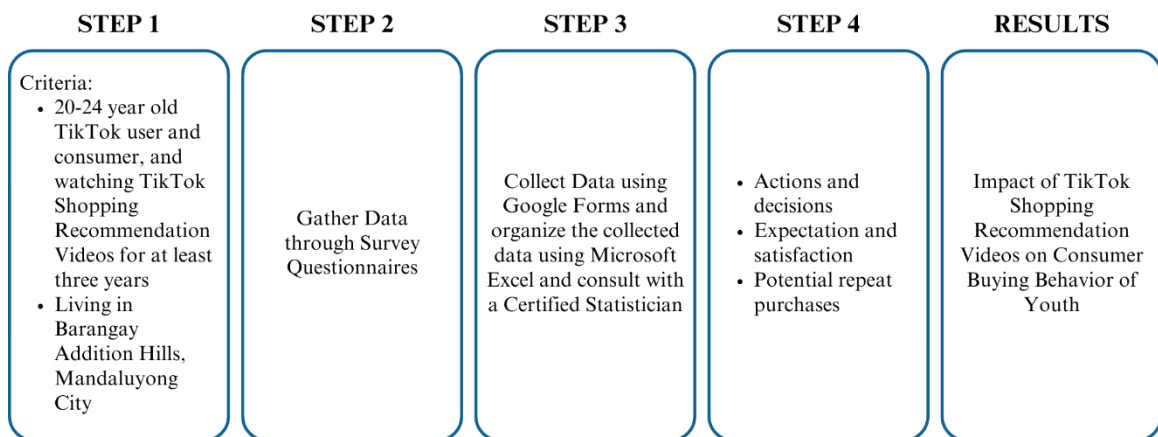 STEP 1
Criteria:
• 20-24 year old
TikTok user and
consumer, and
watching TikTok
Shopping
Recommendation
Videos for at least
three years
• Living in
Barangay
Addition Hills,
Mandaluyong
City
STEP 2
Gather Data
through Survey
Questionnaires
STEP 3
Collect Data using
Google Forms and
organize the collected
data using Microsoft
Excel and consult with
a Certified Statistician
STEP 4
• Actions and
decisions
• Expectation and
satisfaction
• Potential repeat
purchases
RESULTS
Impact of TikTok
Shopping
Recommendation
Videos on Consumer
Buying Behavior of
Youth